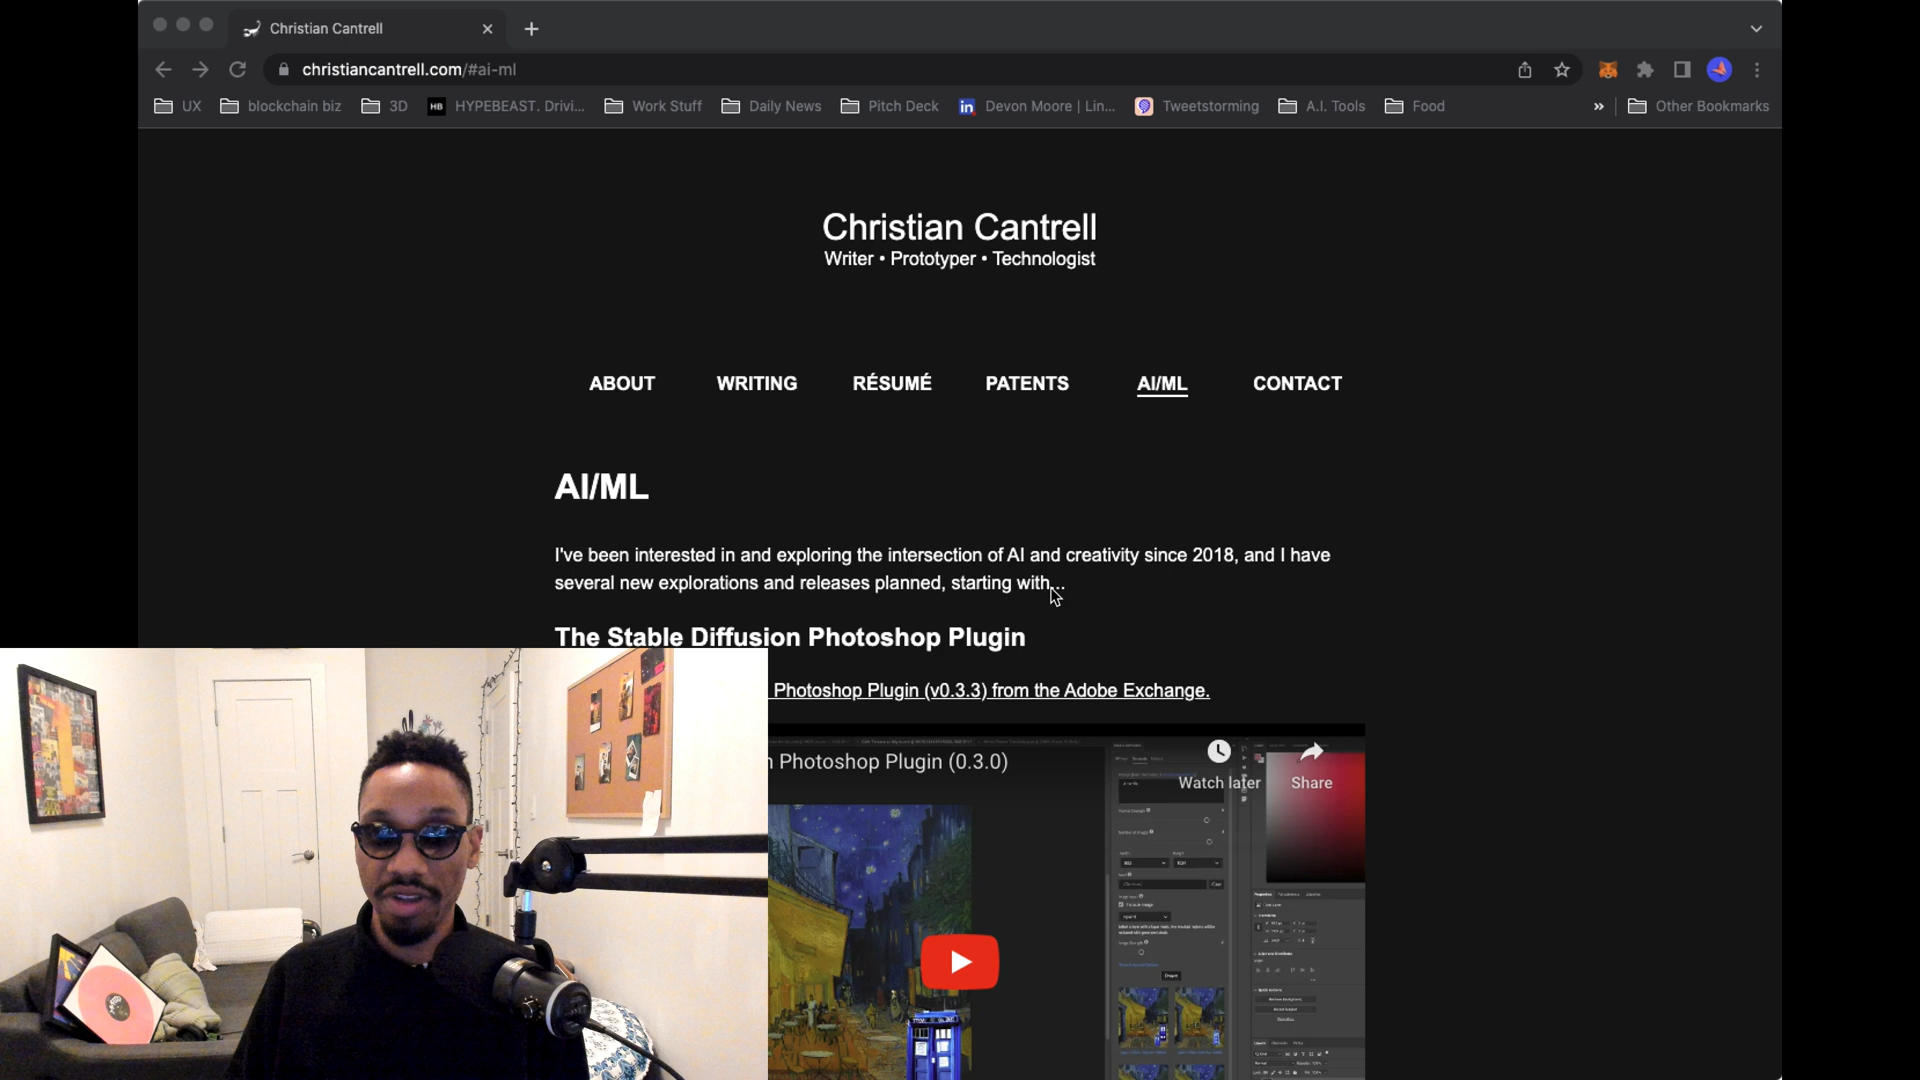 Christian Cantrell
christiancantrell.com/#ai-ml
UX
blockchain biz
3D
HB HYPEBEAST. Drivi...
Work Stuff
Daily News
Pitch Deck
in Devon Moore | Lin...
Tweetstorming
A.I. Tools
Food
»
Other Bookmarks
Christian Cantrell
Writer • Prototyper • Technologist
ABOUT
WRITING
RÉSUMÉ
PATENTS
AI/ML
CONTACT
AI/ML
I've been interested in and exploring the intersection of AI and creativity since 2018, and I have
several new explorations and releases planned, starting with...
The Stable Diffusion Photoshop Plugin
Photoshop Plugin (v0.3.3) from the Adobe Exchange.
Photoshop Plugin (0.3.0)
Watch later
Share